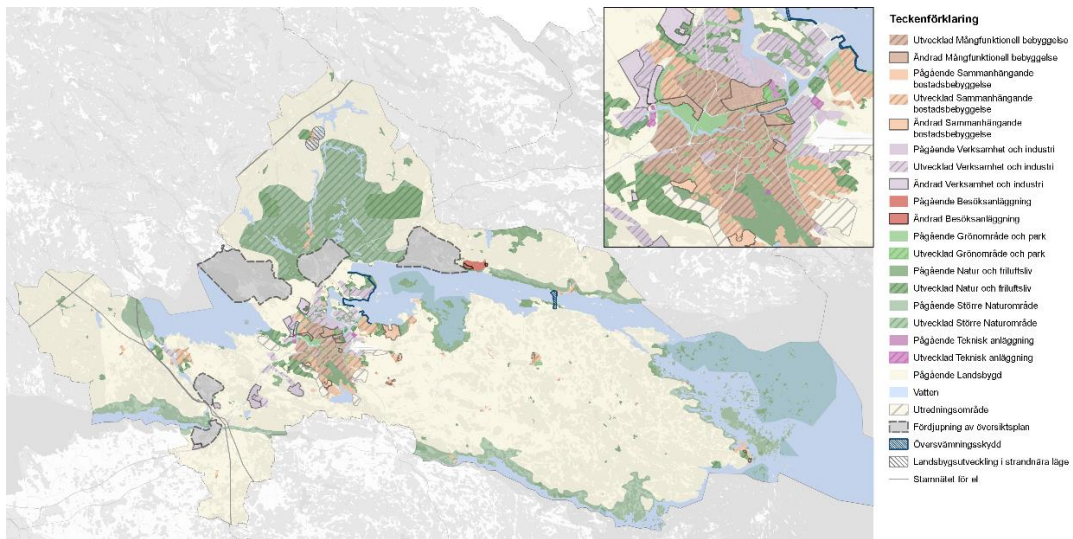 Teckenförklaring
Utvecklad Mångfunktionell bebyggelse
Ändrad Mångfunktionell bebyggelse
Pågående Sammanhängande
bostadsbebyggelse
Utvecklad Sammanhängande
bostadsbebyggelse
Ändrad Sammanhängande
bostadsbebyggelse
Pågående Verksamhet och industri
Utvecklad Verksamhet och industri
Ändrad Verksamhet och industri
Pågående Besöksanläggning
Ändrad Besöksanläggning
Pågående Grönområde och park
Utvecklad Grönområde och park
Pågående Natur och friluftsliv
Utvecklad Natur och friluftsliv
Pågående Större Naturområde
Utvecklad Större Naturområde
Pågående Teknisk anläggning
Utvecklad Teknisk anläggning
Pågående Landsbygd
Vatten
Utredningsområde
Fördjupning av översiktsplan
Översvämningsskydd
Landsbygsutveckling i strandnära läge
Stamnätet för el